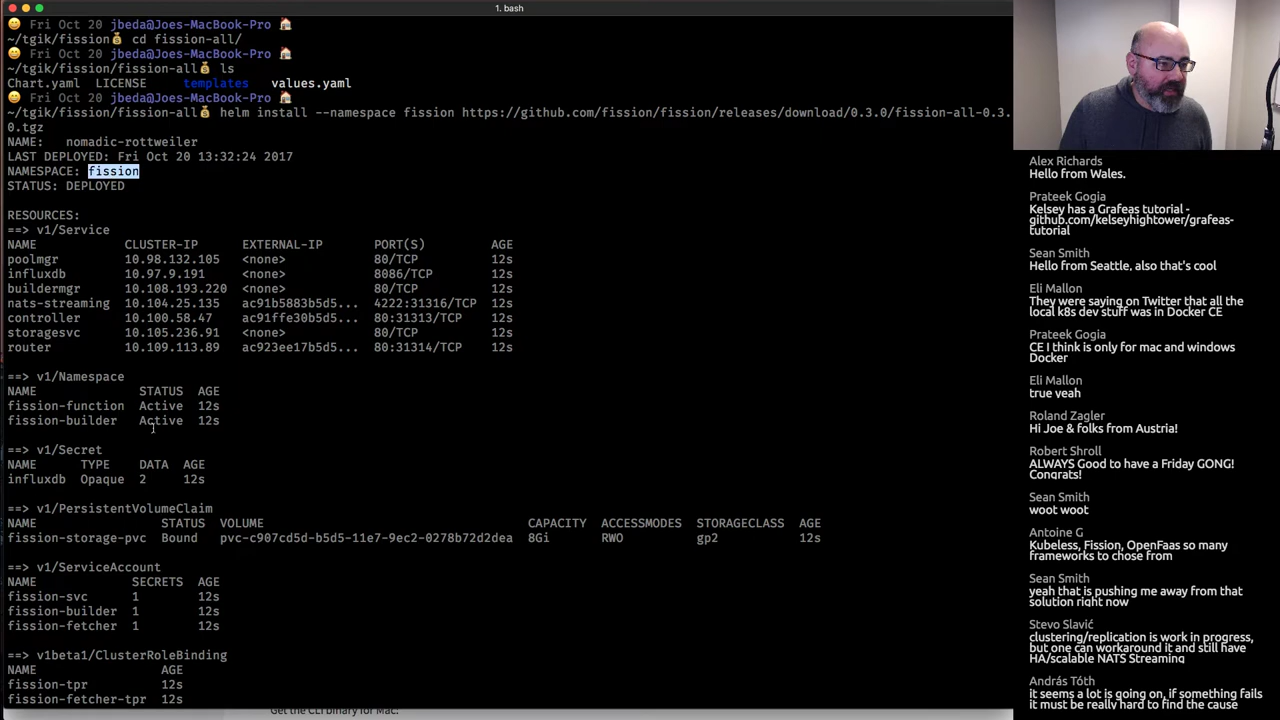 1. bash
Fri Oct 20 jbeda@Joes-MacBook-Pro
~/tgik/fission cd fission-all/
Fri Oct 20 jbeda@Joes-MacBook-Pro
~/tgik/fission/fission-all ls
Chart.yaml LICENSE templates values.yaml
Fri Oct 20 jbeda@Joes-MacBook-Pro
~/tgik/fission/fission-all helm install --namespace fission https://github.com/fission/fission/releases/download/0.3.0/fission-all-0.3.
0.tgz
NAME: nomadic-rottweiler
LAST DEPLOYED: Fri Oct 20 13:32:24 2017
NAMESPACE: fission
STATUS: DEPLOYED
RESOURCES:
==> v1/Service
NAME CLUSTER-IP EXTERNAL-IP PORT(S) AGE
poolmgr 10.98.132.105 <none> 80/TCP 12s
influxdb 10.97.9.191 <none> 8086/TCP 12s
buildermgr 10.108.193.220 <none> 80/TCP 12s
nats-streaming 10.104.25.135 ac91b5883b5d5... 4222:31316/TCP 12s
controller 10.100.58.47 ac91ffe30b5d5... 80:31313/TCP 12s
storagesvc 10.105.236.91 <none> 80/TCP 12s
router 10.109.113.89 ac923ee17b5d5... 80:31314/TCP 12s
==> v1/Namespace
NAME STATUS AGE
fission-function Active 12s
fission-builder Active 12s
==> v1/Secret
NAME TYPE DATA AGE
influxdb Opaque 2 12s
==> v1/PersistentVolumeClaim
NAME STATUS VOLUME CAPACITY ACCESSMODES STORAGECLASS AGE
fission-storage-pvc Bound pvc-c907cd5d-b5d5-11e7-9ec2-0278b72d2dea 8Gi RWO gp2 12s
==> v1/ServiceAccount
NAME SECRETS AGE
fission-svc 1 12s
fission-builder 1 12s
fission-fetcher 1 12s
==> v1beta1/ClusterRoleBinding
NAME AGE
fission-tpr 12s
fission-fetcher-tpr 12s
Get the CLI binary for Mac:
Alex Richards
Hello from Wales.
Prateek Gogia
Kelsey has a Grafeas tutorial -
github.com/kelseyhightower/grafeas-
tutorial
Sean Smith
Hello from Seattle, also that's cool
Eli Mallon
They were saying on Twitter that all the
local k8s dev stuff was in Docker CE
Prateek Gogia
CE I think is only for mac and windows
Docker
Eli Mallon
true yeah
Roland Zagler
Hi Joe & folks from Austria!
Robert Shroll
ALWAYS Good to have a Friday GONG!
Congrats!
Sean Smith
woot woot
Antoine G
Kubeless, Fission, OpenFaas so many
frameworks to chose from
Sean Smith
yeah that is pushing me away from that
solution right now
Stevo Slavić
clustering/replication is work in progress,
but one can workaround it and still have
HA/scalable NATS Streaming
András Tóth
it seems a lot is going on, if something fails
it must be really hard to find the cause